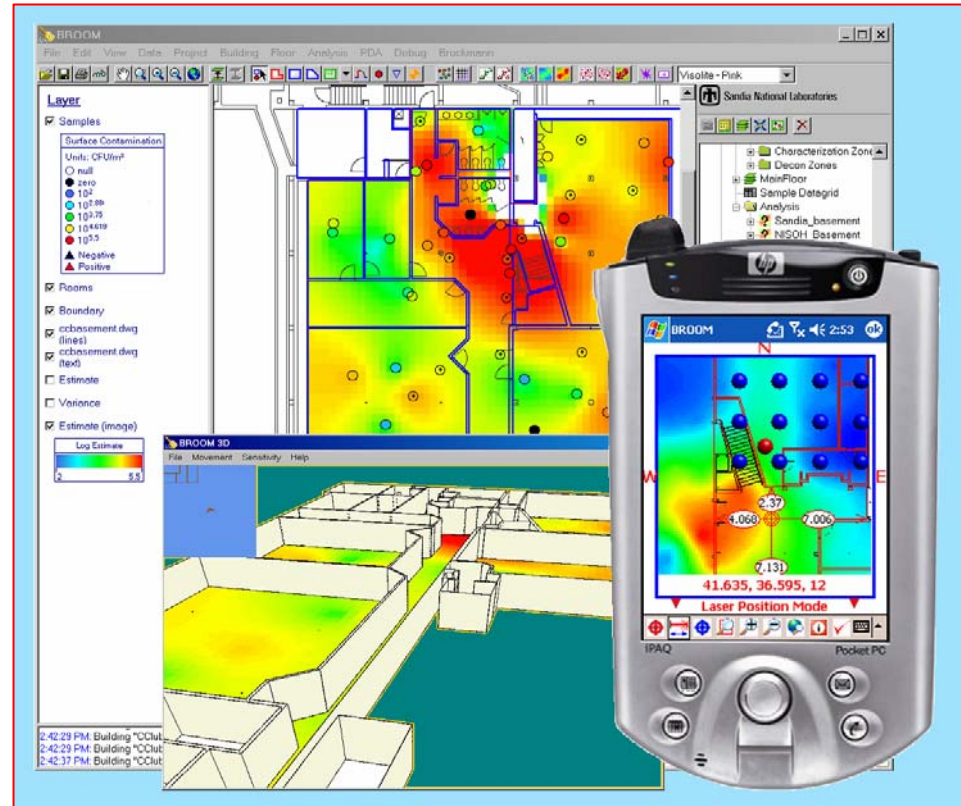 BROOM
File Edit View Data Project Building Floor Analysis PDA Debug Brockmann
Visolite - Pink
Layer
Samples
Surface Contamination
Units: CFU/m²
null
zero
10²
10^2.88
10^3.75
10^4.619
10^5.5
Negative
Positive
Rooms
Boundary
ccbasement.dwg
(lines)
ccbasement.dwg
(text)
Estimate
Variance
Estimate (image)
Log Estimate
2 5.5
2:42:29 PM: Building "CClub
2:42:29 PM: Building "CClub
2:42:37 PM: Building "CClub
Sandia National Laboratories
Characterization Zone
Decon Zones
MainFloor
Sample Datagrid
Analysis
Sandia_basement
NISOH_Basement
BROOM 3D
File Movement Sensitivity Help
hp
BROOM 2:53 ok
N
W E
2.37
4.068 7.006
7.131
41.635, 36.595, 12
Laser Position Mode
iPAQ Pocket PC